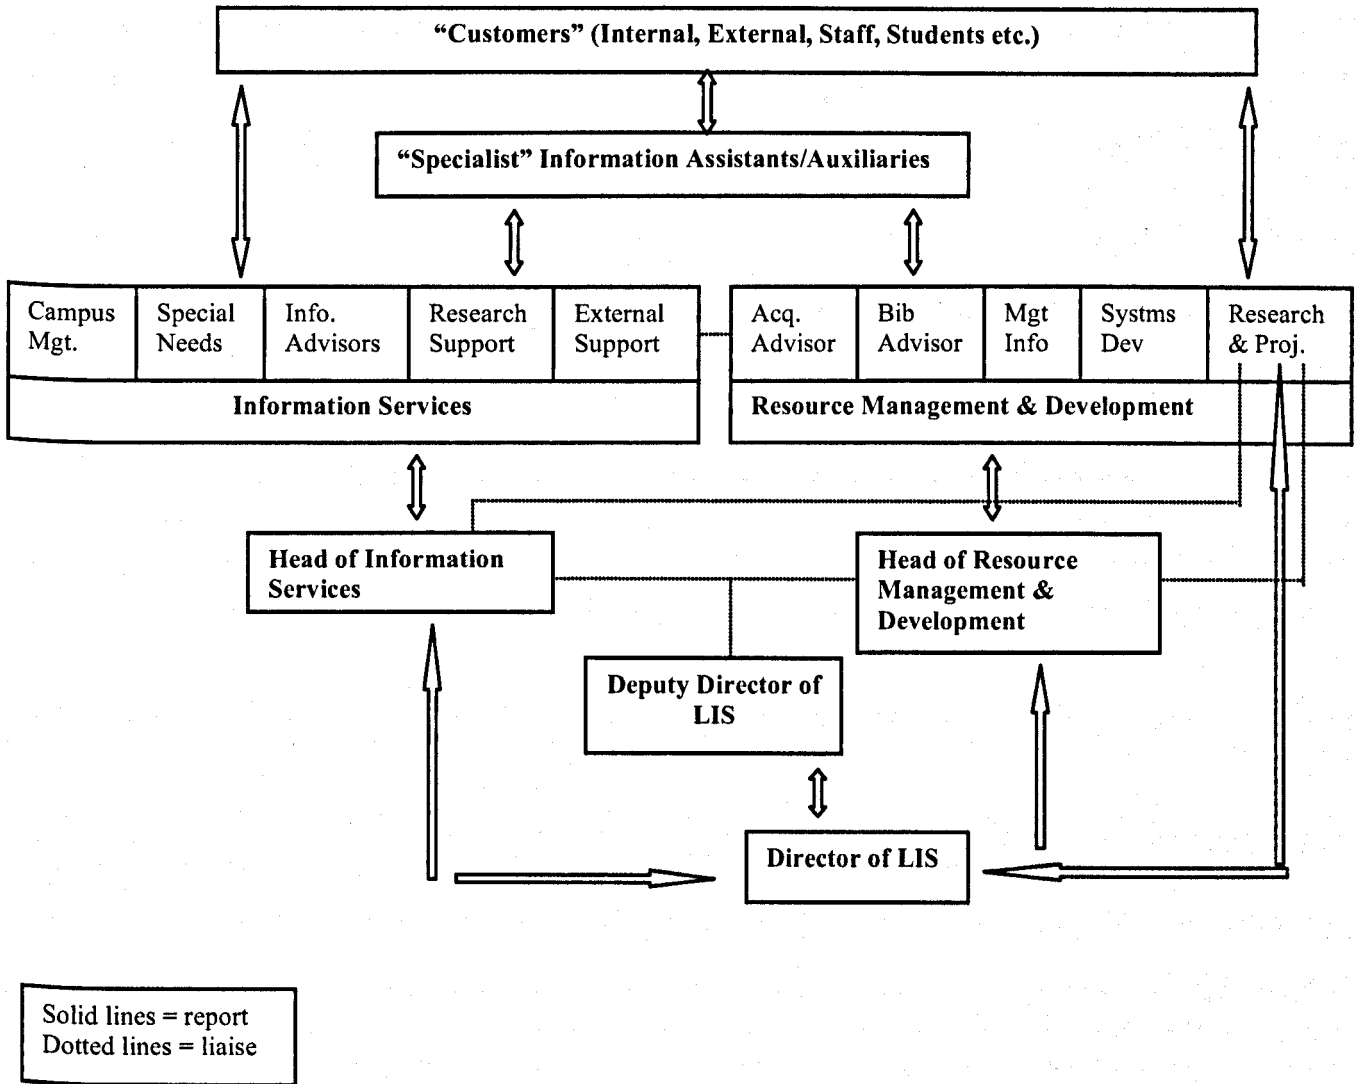 “Customers” (Internal, External, Staff, Students etc.)
“Specialist” Information Assistants/Auxiliaries
Campus
Mgt.
Special
Needs
Info.
Advisors
Research
Support
External
Support
Information Services
Acq.
Advisor
Bib
Advisor
Mgt
Info
Systms
Dev
Research
& Proj.
Resource Management & Development
Head of Information
Services
Head of Resource
Management &
Development
Deputy Director of
LIS
Director of LIS
Solid lines = report
Dotted lines = liaise